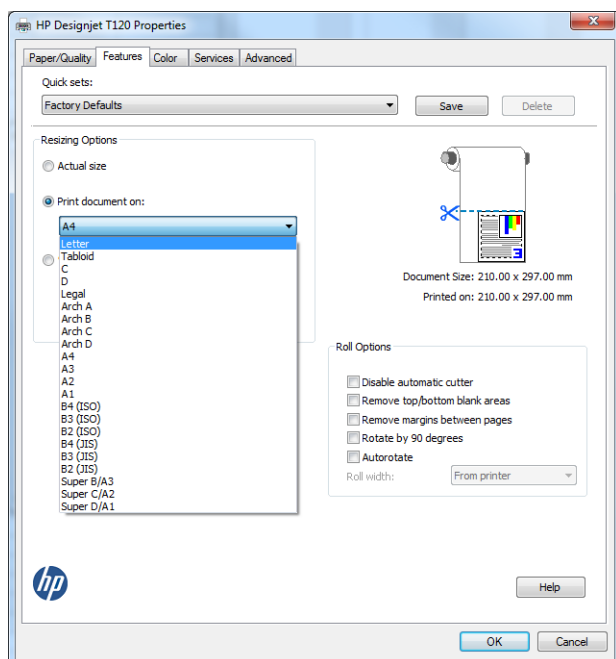 HP Designjet T120 Properties
Paper/Quality Features Color Services Advanced
Quick sets:
Factory Defaults
Save
Delete
Resizing Options
Actual size
Print document on:
A4
Letter
Tabloid
C
D
Legal
Arch A
Arch B
Arch C
Arch D
A4
A3
A2
A1
B4 (ISO)
B3 (ISO)
B2 (ISO)
B4 (JIS)
B3 (JIS)
B2 (JIS)
Super B/A3
Super C/A2
Super D/A1
3
Document Size: 210.00 x 297.00 mm
Printed on: 210.00 x 297.00 mm
Roll Options
Disable automatic cutter
Remove top/bottom blank areas
Remove margins between pages
Rotate by 90 degrees
Autorotate
Roll width: From printer
hp
Help
OK
Cancel